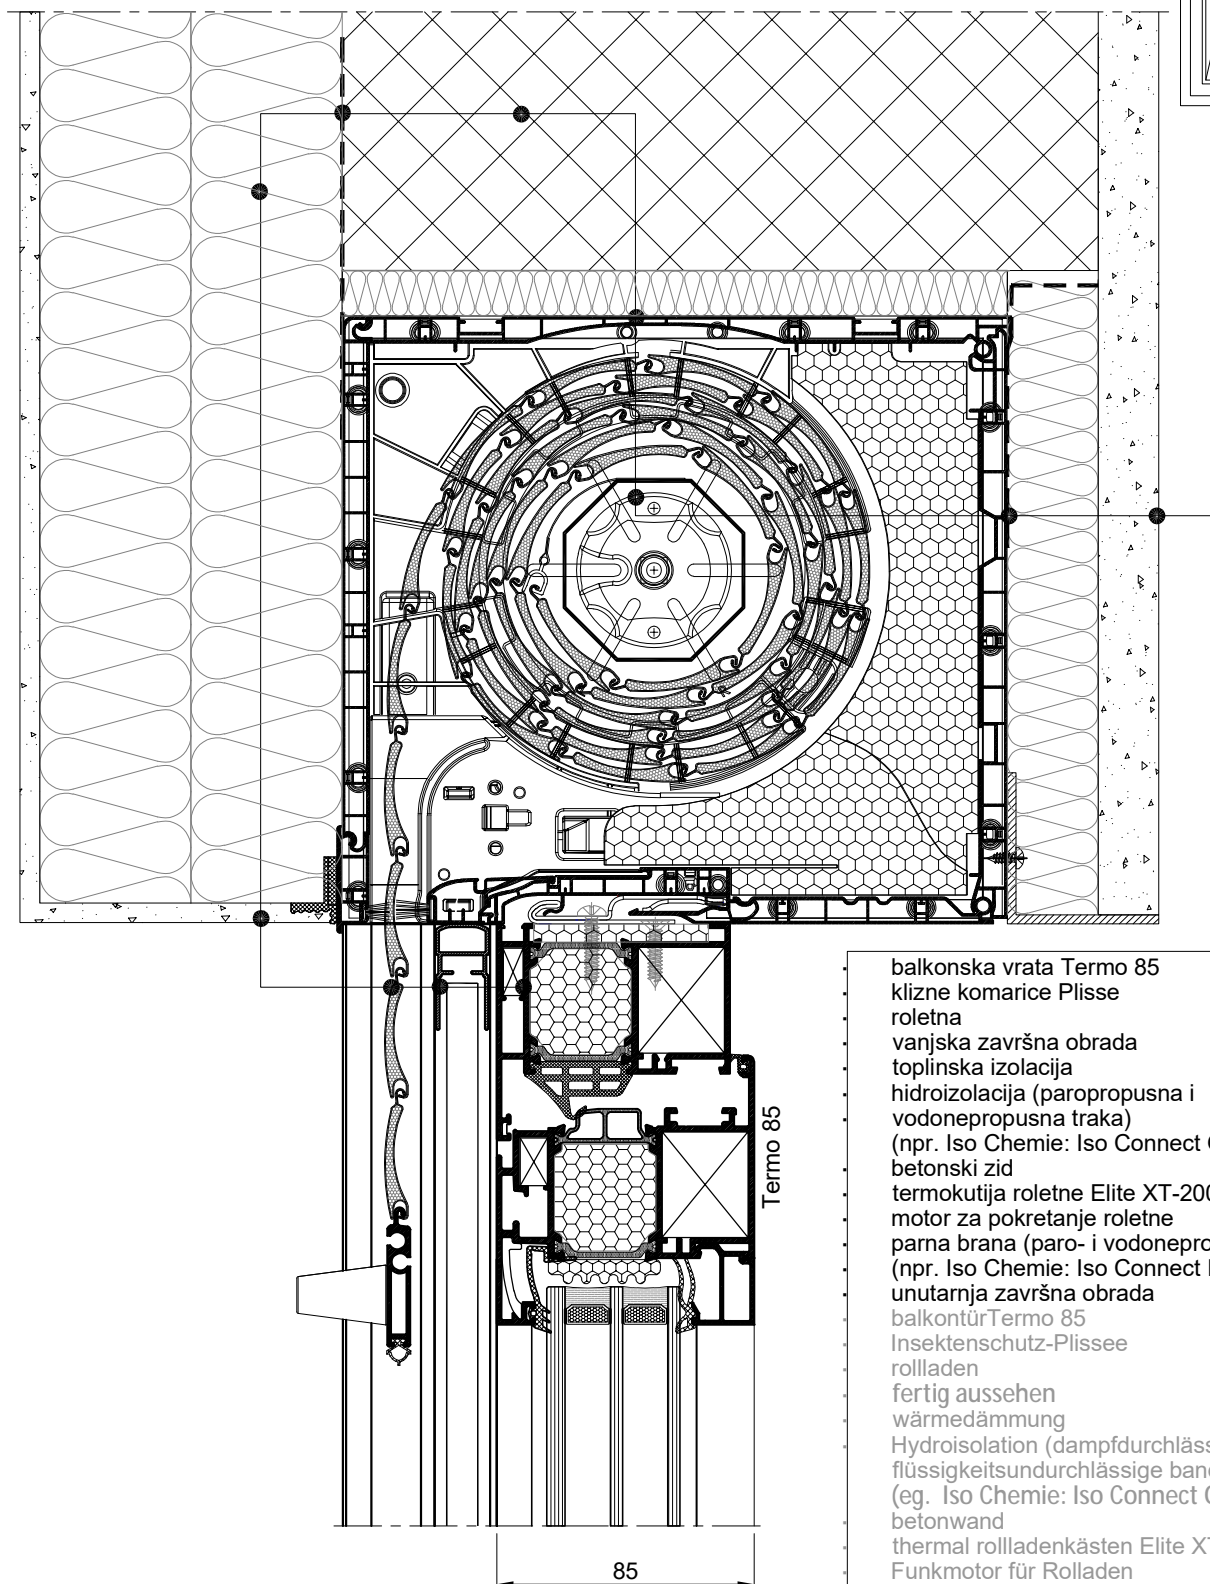 Termo 85
85
balkonska vrata Termo 85
klizne komarice Plisse
roletna
vanjska završna obrada
toplinska izolacija
hidroizolacija (paropropusna i
vodonepropusna traka)
(npr. Iso Chemie: Iso Connect
betonski zid
termokutija roletne Elite XT-200
motor za pokretanje roletne
parna brana (paro- i vodonepro
(npr. Iso Chemie: Iso Connect
unutarnja završna obrada
balkontürTermo 85
Insektenschutz-Plissee
rollladen
fertig aussehen
wärmedämmung
Hydroisolation (dampfdurchläss
flüssigkeitsundurchlässige ban
(eg. Iso Chemie: Iso Connect
betonwand
thermal rollladenkästen Elite X
Funkmotor für Rolladen